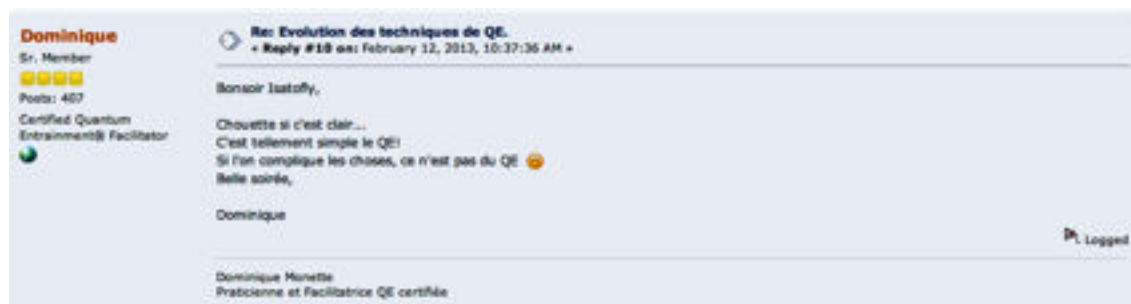 Dominique
Sr. Member
Posts: 407
Certified Quantum
Entrainment® Facilitator
Re: Evolution des techniques de QE.
« Reply #10 on: February 12, 2013, 10:37:36 AM »
Bonsoir Isatofly,
Chouette si c'est clair...
C'est tellement simple le QE!
Si l'on complique les choses, ce n'est pas du QE
Belle soirée,
Dominique
Logged
Dominique Monette
Praticienne et Facilitatrice QE certifiée